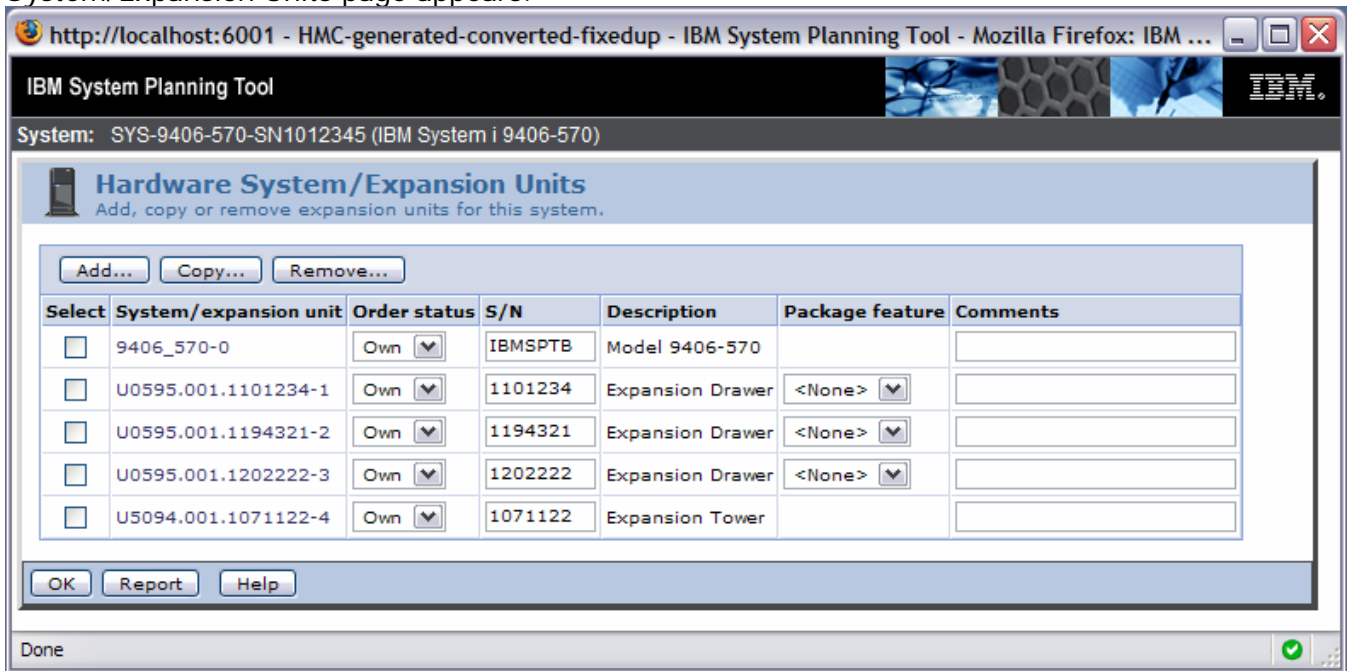 System/Expansion Units page appears.
http://localhost:6001 - HMC-generated-converted-fixedup - IBM System Planning Tool - Mozilla Firefox: IBM ...
IBM System Planning Tool
IBM
System: SYS-9406-570-SN1012345 (IBM System i 9406-570)
Hardware System/Expansion Units
Add, copy or remove expansion units for this system.
Add... Copy... Remove...
Select System/expansion unit Order status S/N Description Package feature Comments
9406_570-0 Own IBMSPTB Model 9406-570
U0595.001.1101234-1 Own 1101234 Expansion Drawer <None>
U0595.001.1194321-2 Own 1194321 Expansion Drawer <None>
U0595.001.1202222-3 Own 1202222 Expansion Drawer <None>
U5094.001.1071122-4 Own 1071122 Expansion Tower
OK Report Help
Done